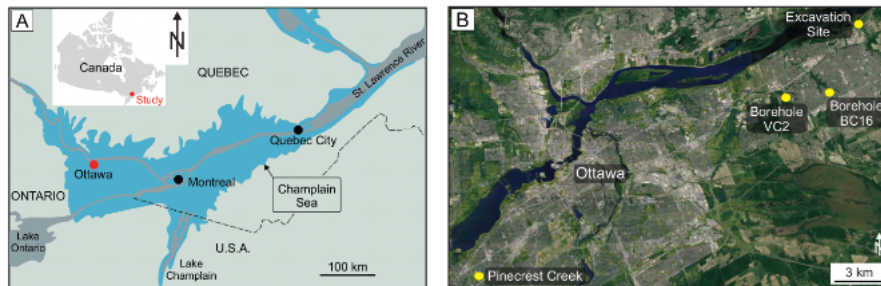 A
N
Canada
Study
QUEBEC
St. Lawrence River
Quebec City
Ottawa
Montreal
Champlain
Sea
ONTARIO
Lake
Ontario
U.S.A.
Lake
Champlain
100 km
B
Excavation
Site
Borehole
VC2
Borehole
BC16
Ottawa
Pinecrest Creek
N
3 km